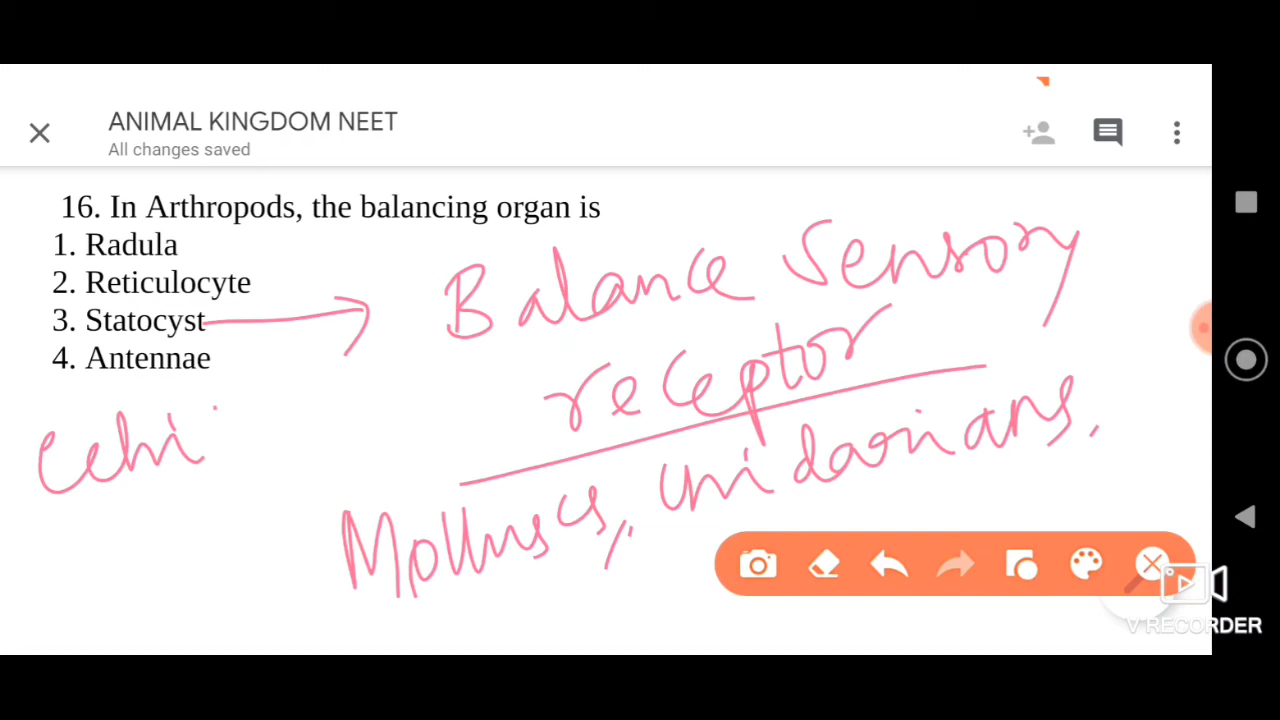 ANIMAL KINGDOM NEET
All changes saved
16. In Arthropods, the balancing organ is
1. Radula
2. Reticulocyte
3. Statocyst
4. Antennae
Balance Sensory
receptor
Molluscs, Cnidarians,
Echi
V RECORDER